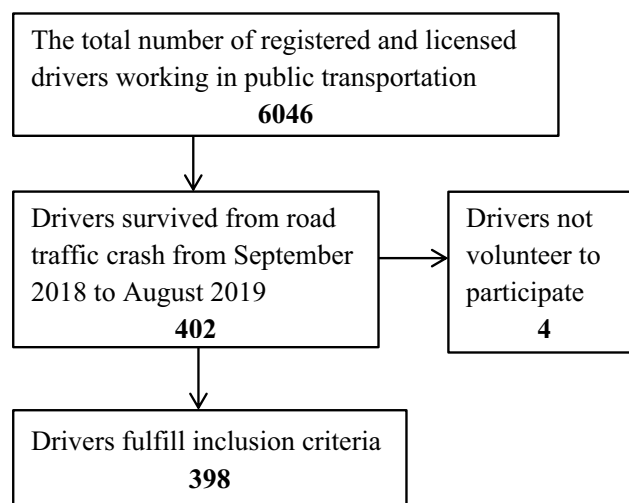 The total number of registered and licensed
drivers working in public transportation
6046
Drivers survived from road
traffic crash from September
2018 to August 2019
402
Drivers not
volunteer to
participate
4
Drivers fulfill inclusion criteria
398